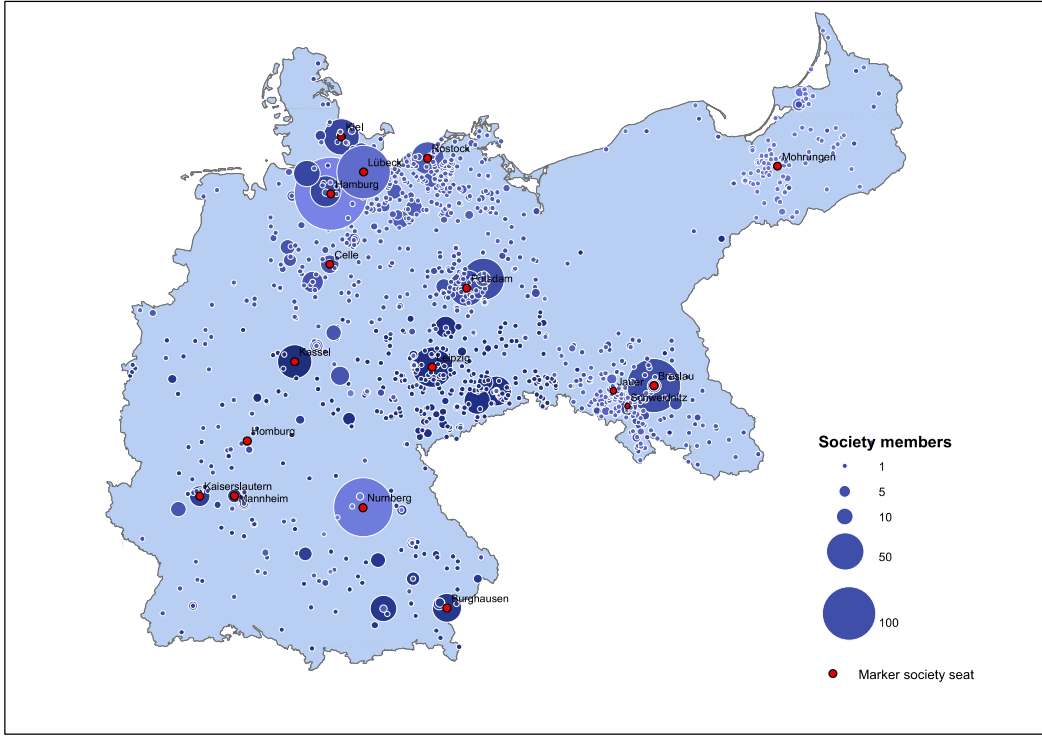 Kiel
Rostock
Lübeck
Hamburg
Mohrungen
Celle
Potsdam
Kassel
Leipzig
Breslau
Jauer
Schweidnitz
Homburg
Kaiserslautern
Mannheim
Nurnberg
Burghausen
Society members
1
5
10
50
100
Marker society seat